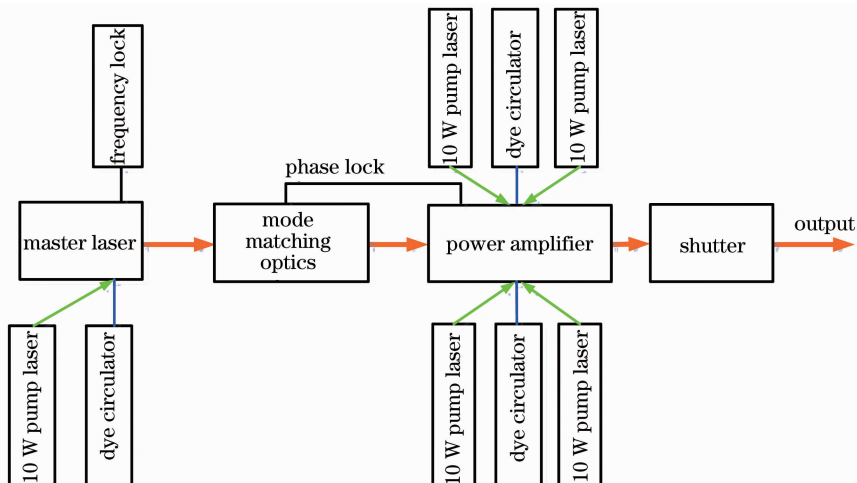 frequency lock
10 W pump laser
dye circulator
10 W pump laser
phase lock
master laser
mode
matching
optics
power amplifier
shutter
output
10 W pump laser
dye circulator
10 W pump laser
dye circulator
10 W pump laser